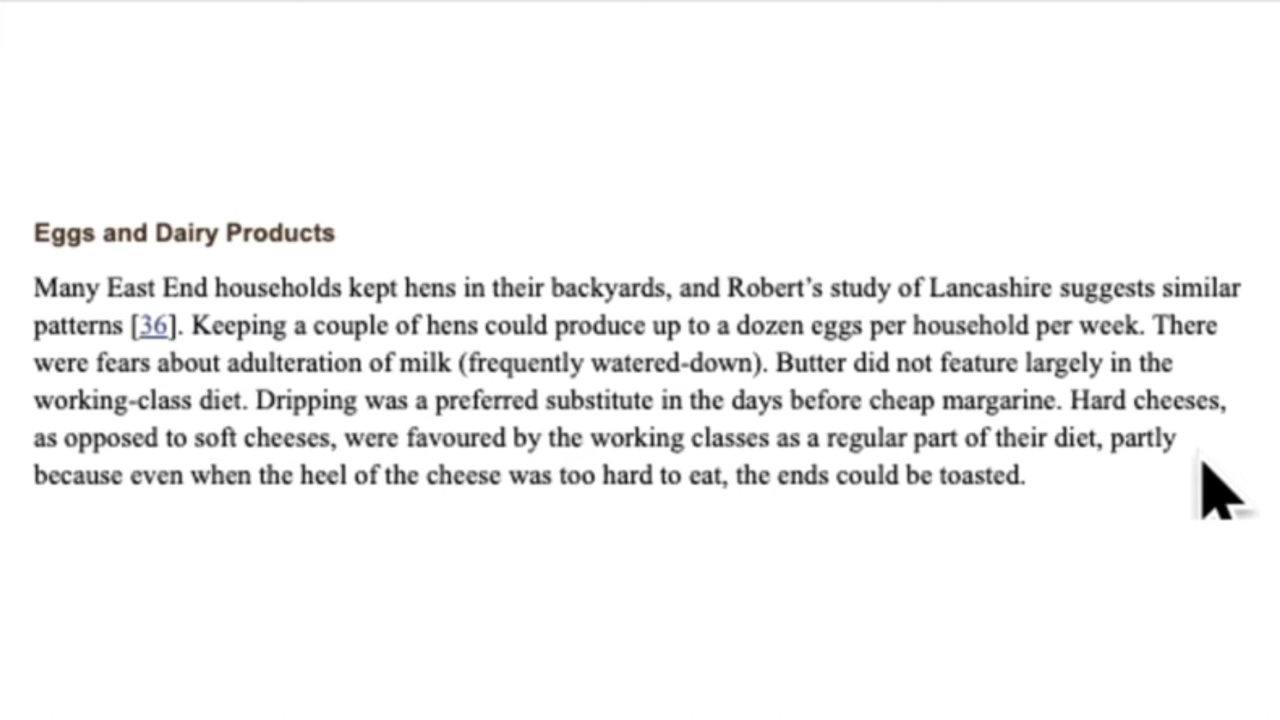 Eggs and Dairy Products
Many East End households kept hens in their backyards, and Robert’s study of Lancashire suggests similar
patterns [36]. Keeping a couple of hens could produce up to a dozen eggs per household per week. There
were fears about adulteration of milk (frequently watered-down). Butter did not feature largely in the
working-class diet. Dripping was a preferred substitute in the days before cheap margarine. Hard cheeses,
as opposed to soft cheeses, were favoured by the working classes as a regular part of their diet, partly
because even when the heel of the cheese was too hard to eat, the ends could be toasted.